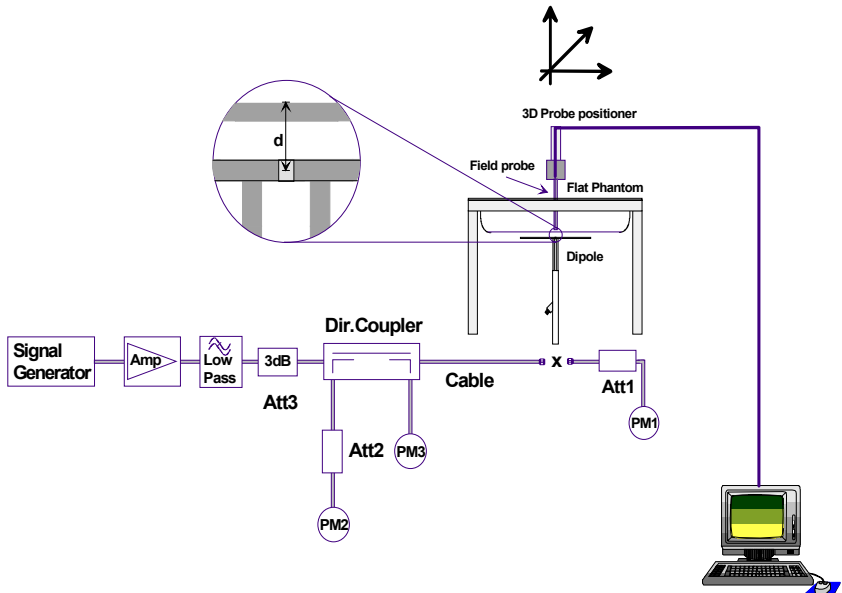 3D Probe positioner
d
Field probe
Flat Phantom
Dipole
Dir.Coupler
Signal
Generator
Amp
Low
Pass
3dB
Att3
Cable
x
Att1
PM1
Att2
PM3
PM2